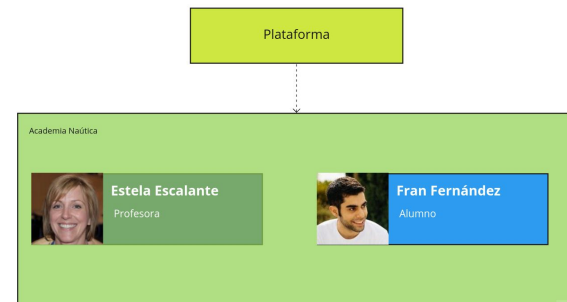 Plataforma
Academia Naútica
Estela Escalante
Profesora
Fran Fernández
Alumno